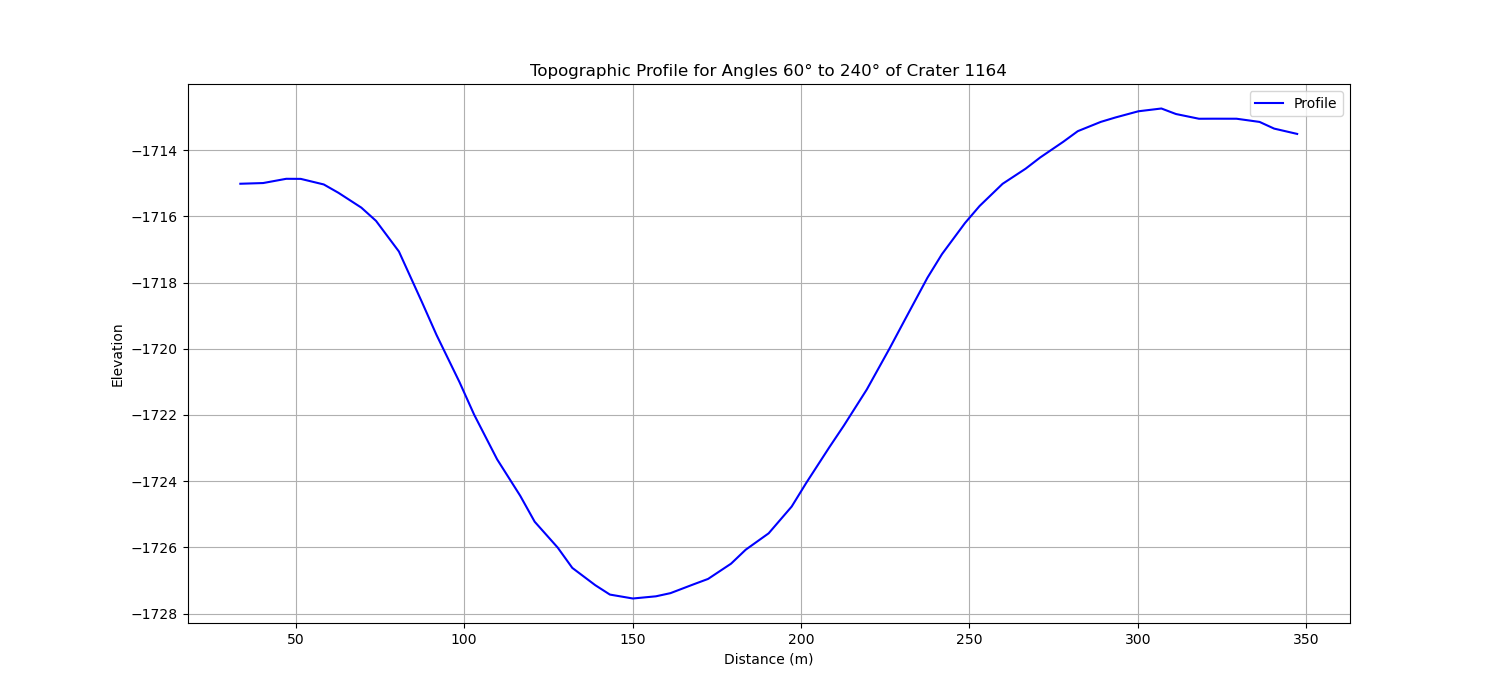 Topographic Profile for Angles 60° to 240° of Crater 1164
Profile
−1714
−1716
−1718
−1720
−1722
−1724
−1726
−1728
Elevation
50 100 150 200 250 300 350
Distance (m)